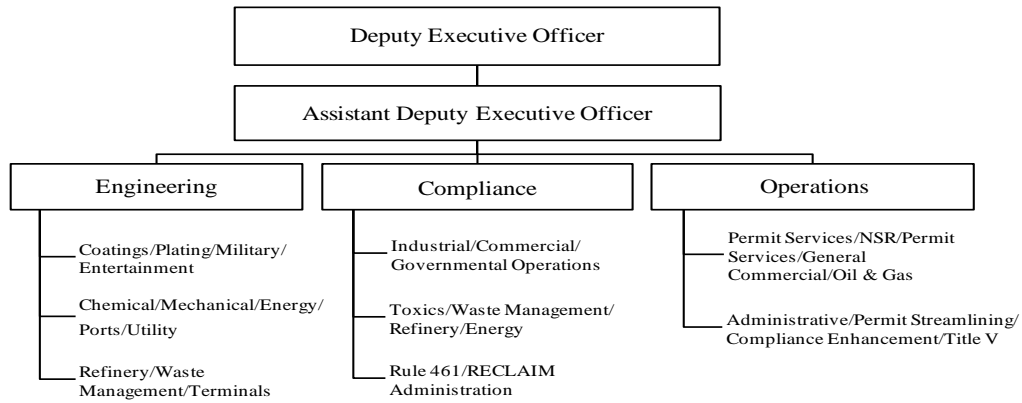 Deputy Executive Officer
Assistant Deputy Executive Officer
Engineering
Coatings/Plating/Military/
Entertainment
Chemical/Mechanical/Energy/
Ports/Utility
Refinery/Waste
Management/Terminals
Compliance
Industrial/Commercial/
Governmental Operations
Toxics/Waste Management/
Refinery/Energy
Rule 461/RECLAIM
Administration
Operations
Permit Services/NSR/Permit
Services/General
Commercial/Oil & Gas
Administrative/Permit Streamlining/
Compliance Enhancement/Title V